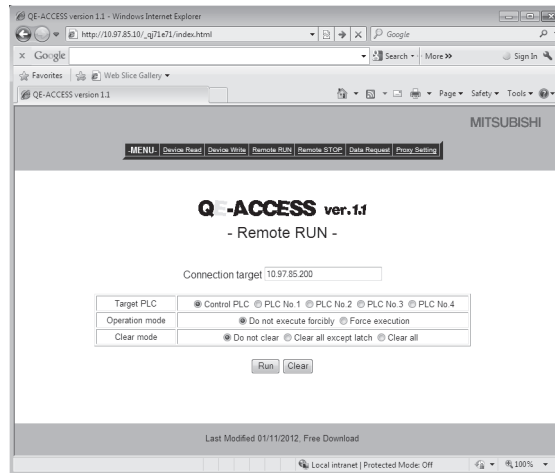 QE-ACCESS version 1.1 - Windows Internet Explorer
http://10.97.85.10/_qj71e71/index.html
Google
Google
Search
More >>
Sign In
Favorites
Web Slice Gallery
QE-ACCESS version 1.1
Page Safety Tools
MITSUBISHI
-MENU- Device Read Device Write Remote RUN Remote STOP Data Request Proxy Setting
QE-ACCESS ver.1.1
- Remote RUN -
Connection target 10.97.85.200
Target PLC Control PLC PLC No.1 PLC No.2 PLC No.3 PLC No.4
Operation mode Do not execute forcibly Force execution
Clear mode Do not clear Clear all except latch Clear all
Run Clear
Last Modified 01/11/2012, Free Download
Local intranet | Protected Mode: Off
100%